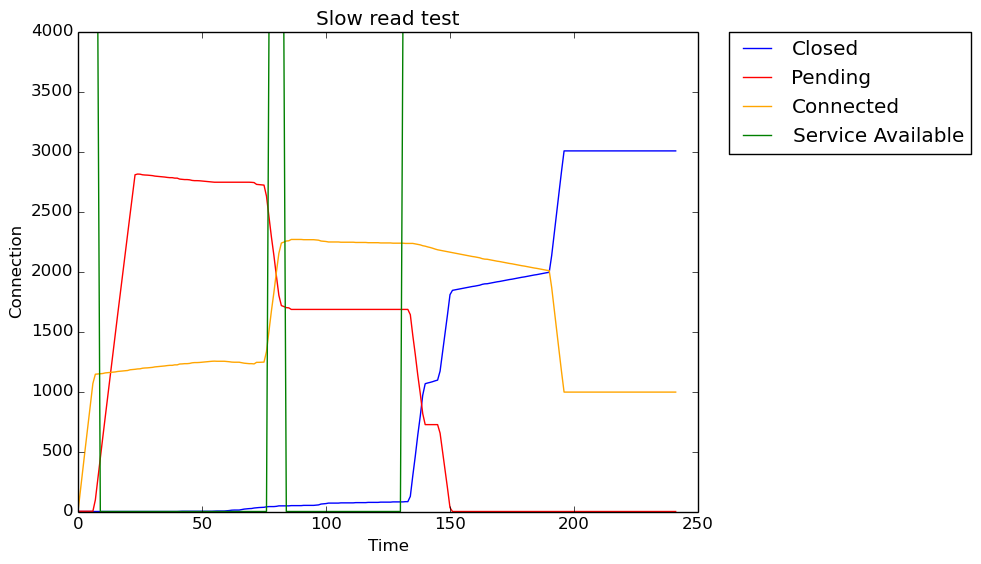 Slow read test
4000
3500
3000
2500
2000
1500
1000
500
0
0 50 100 150 200 250
Connection
Time
Closed
Pending
Connected
Service Available